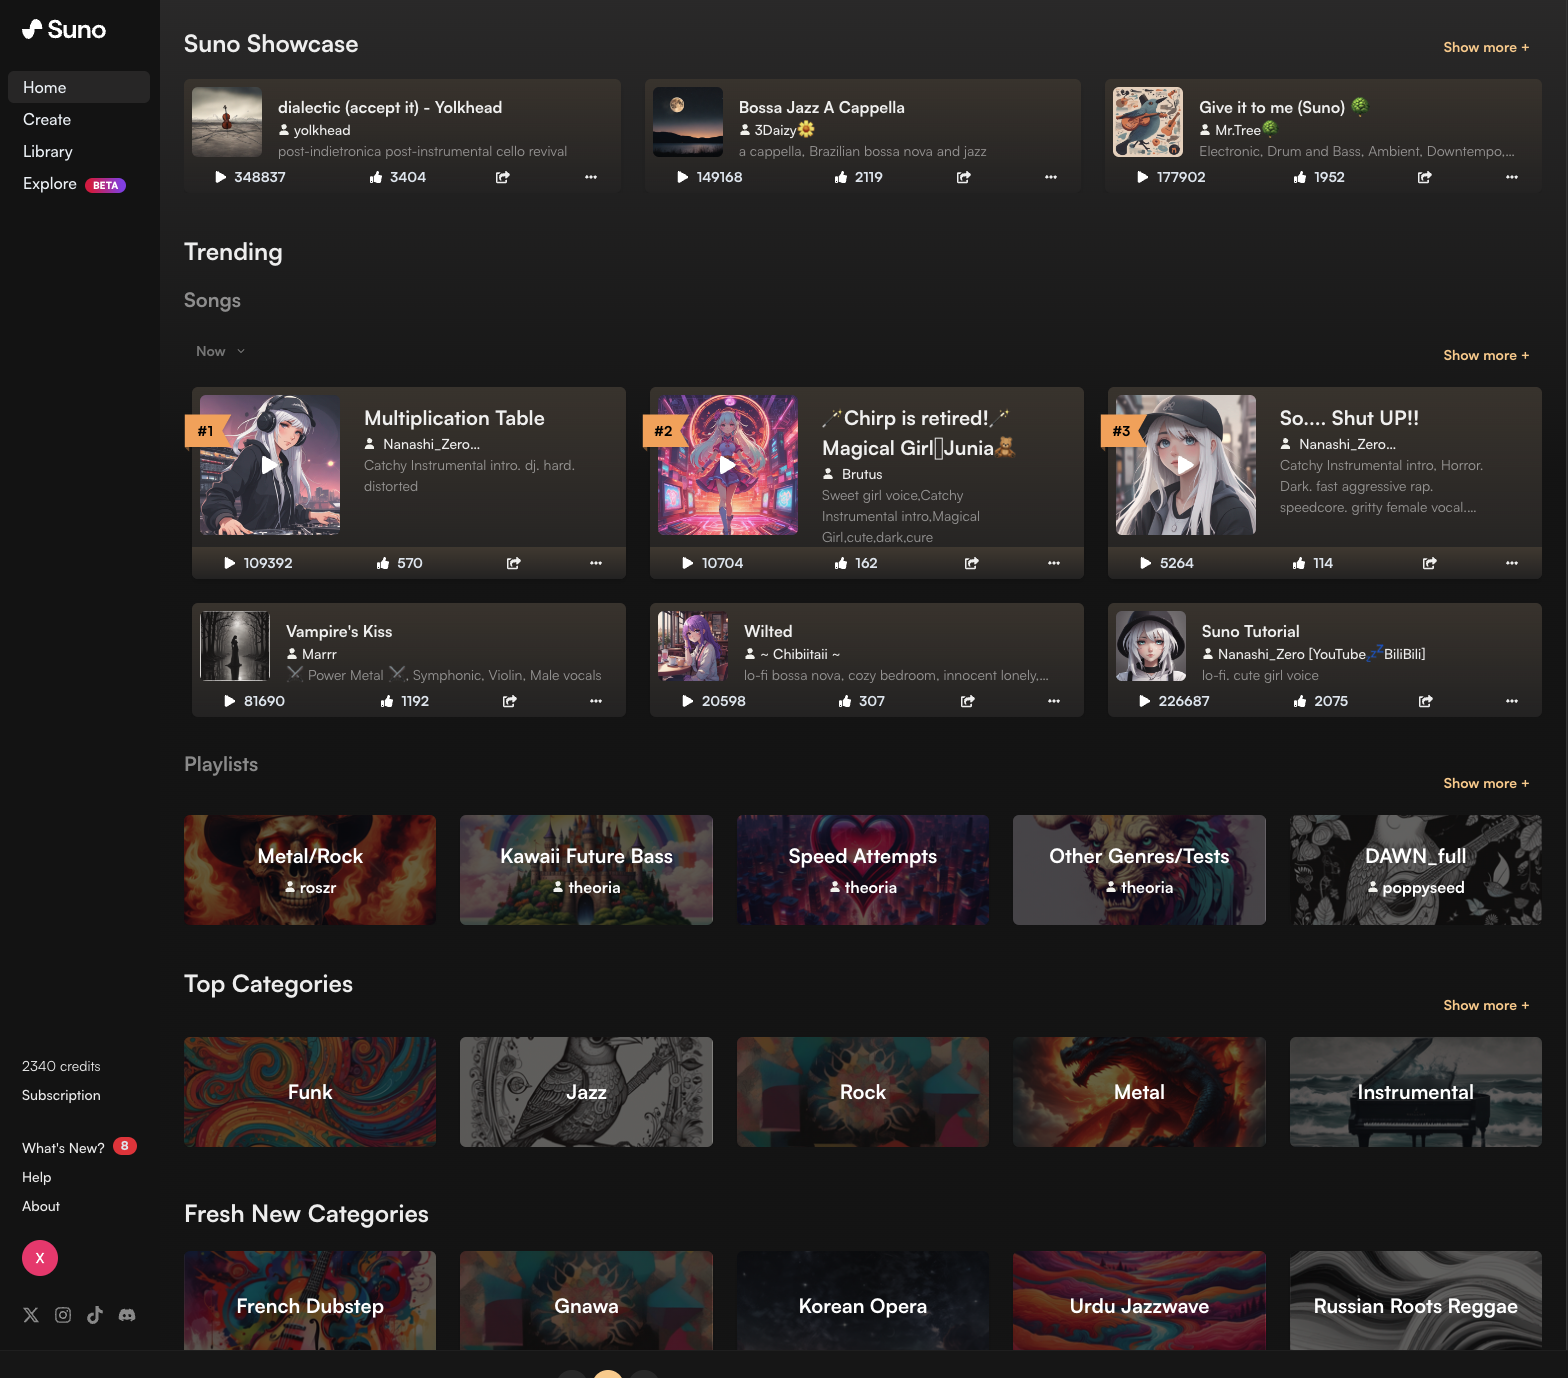 Suno
Home
Create
Library
Explore BETA
2340 credits
Subscription
What's New? 8
Help
About
X
Suno Showcase
Show more +
dialectic (accept it) - Yolkhead
yolkhead
post-indietronica post-instrumental cello revival
348837 3404
Bossa Jazz A Cappella
3Daizy🌼
a cappella, Brazilian bossa nova and jazz
149168 2119
Give it to me (Suno) 🌳
Mr.Tree🌳
Electronic, Drum and Bass, Ambient, Downtempo,...
177902 1952
Trending
Songs
Now
Show more +
#1
Multiplication Table
Nanashi_Zero...
Catchy Instrumental intro. dj. hard.
distorted
109392 570
#2
🪄Chirp is retired!🪄
Magical Girl▯Junia🧸
Brutus
Sweet girl voice,Catchy
Instrumental intro,Magical
Girl,cute,dark,cure
10704 162
#3
So.... Shut UP!!
Nanashi_Zero...
Catchy Instrumental intro, Horror.
Dark. fast aggressive rap.
speedcore. gritty female vocal....
5264 114
Vampire's Kiss
Marrr
⚔️ Power Metal ⚔️, Symphonic, Violin, Male vocals
81690 1192
Wilted
~ Chibiitaii ~
lo-fi bossa nova, cozy bedroom, innocent lonely,...
20598 307
Suno Tutorial
Nanashi_Zero [YouTube💤BiliBili]
lo-fi. cute girl voice
226687 2075
Playlists
Show more +
Metal/Rock
roszr
Kawaii Future Bass
theoria
Speed Attempts
theoria
Other Genres/Tests
theoria
DAWN_full
poppyseed
Top Categories
Show more +
Funk
Jazz
Rock
Metal
Instrumental
Fresh New Categories
French Dubstep
Gnawa
Korean Opera
Urdu Jazzwave
Russian Roots Reggae